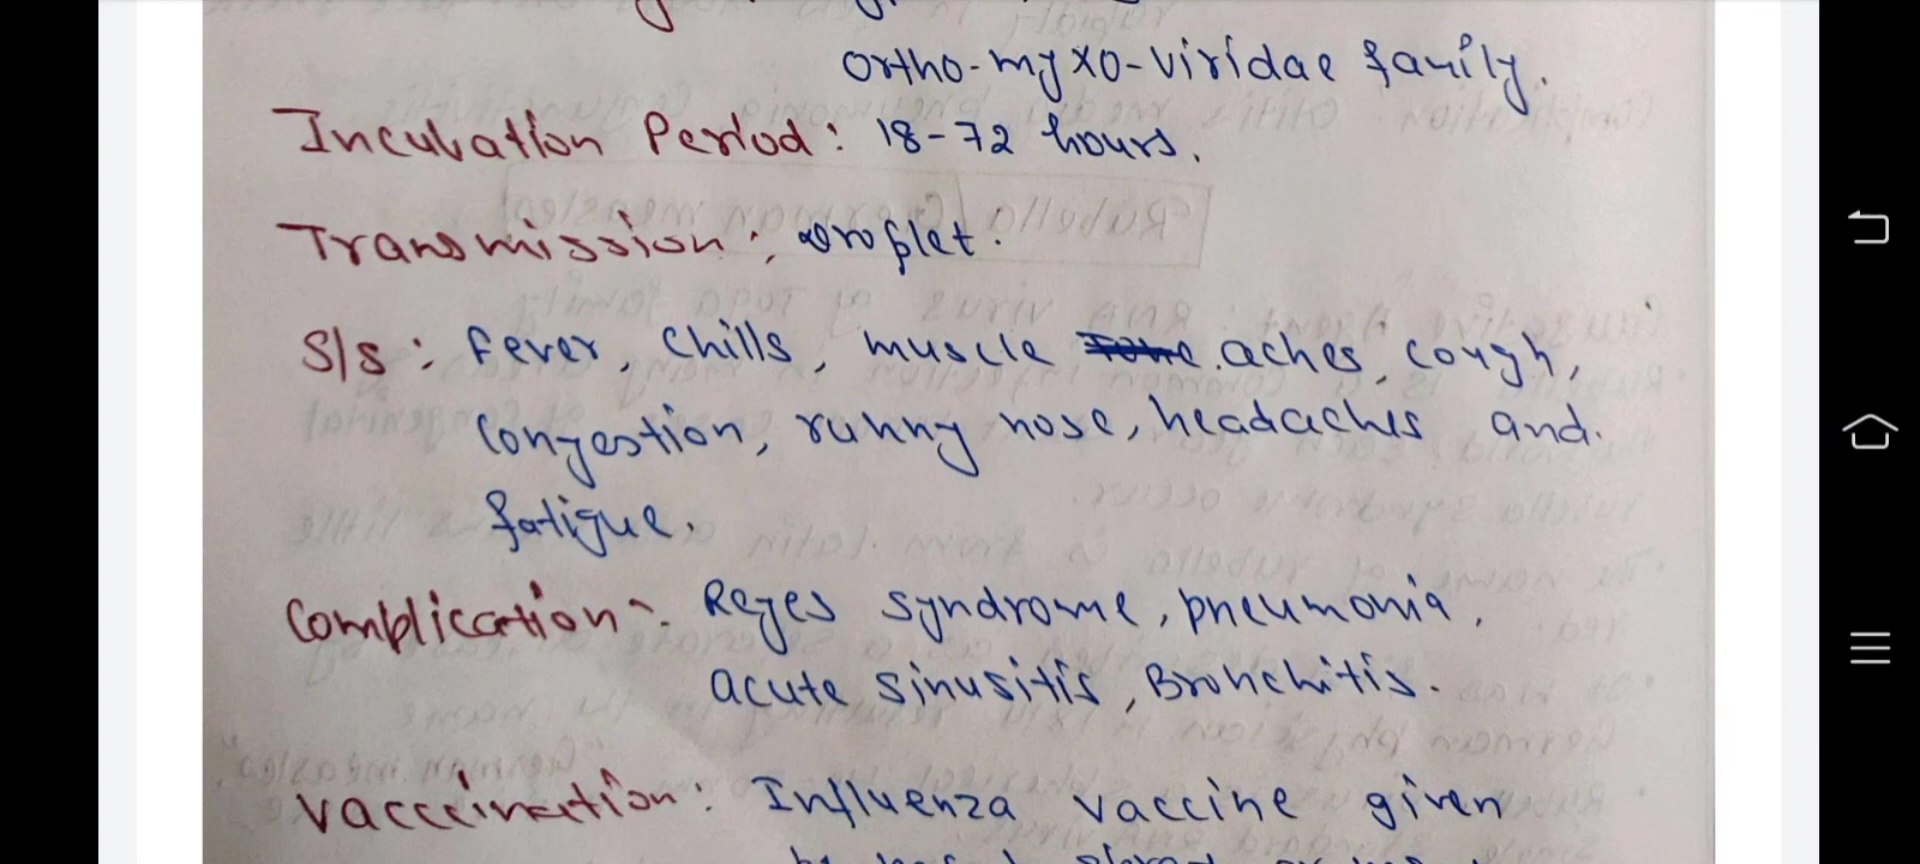 Ortho-myxo-viridae family.
Incubation Period: 18-72 hours.
Transmission: Droplet.
S/S: Fever, Chills, muscle aches, cough,
Congestion, runny nose, headaches and.
fatigue.
Complication: Reyes syndrome, pneumonia,
acute sinusitis, Bronchitis.
Vacccination: Influenza vaccine given